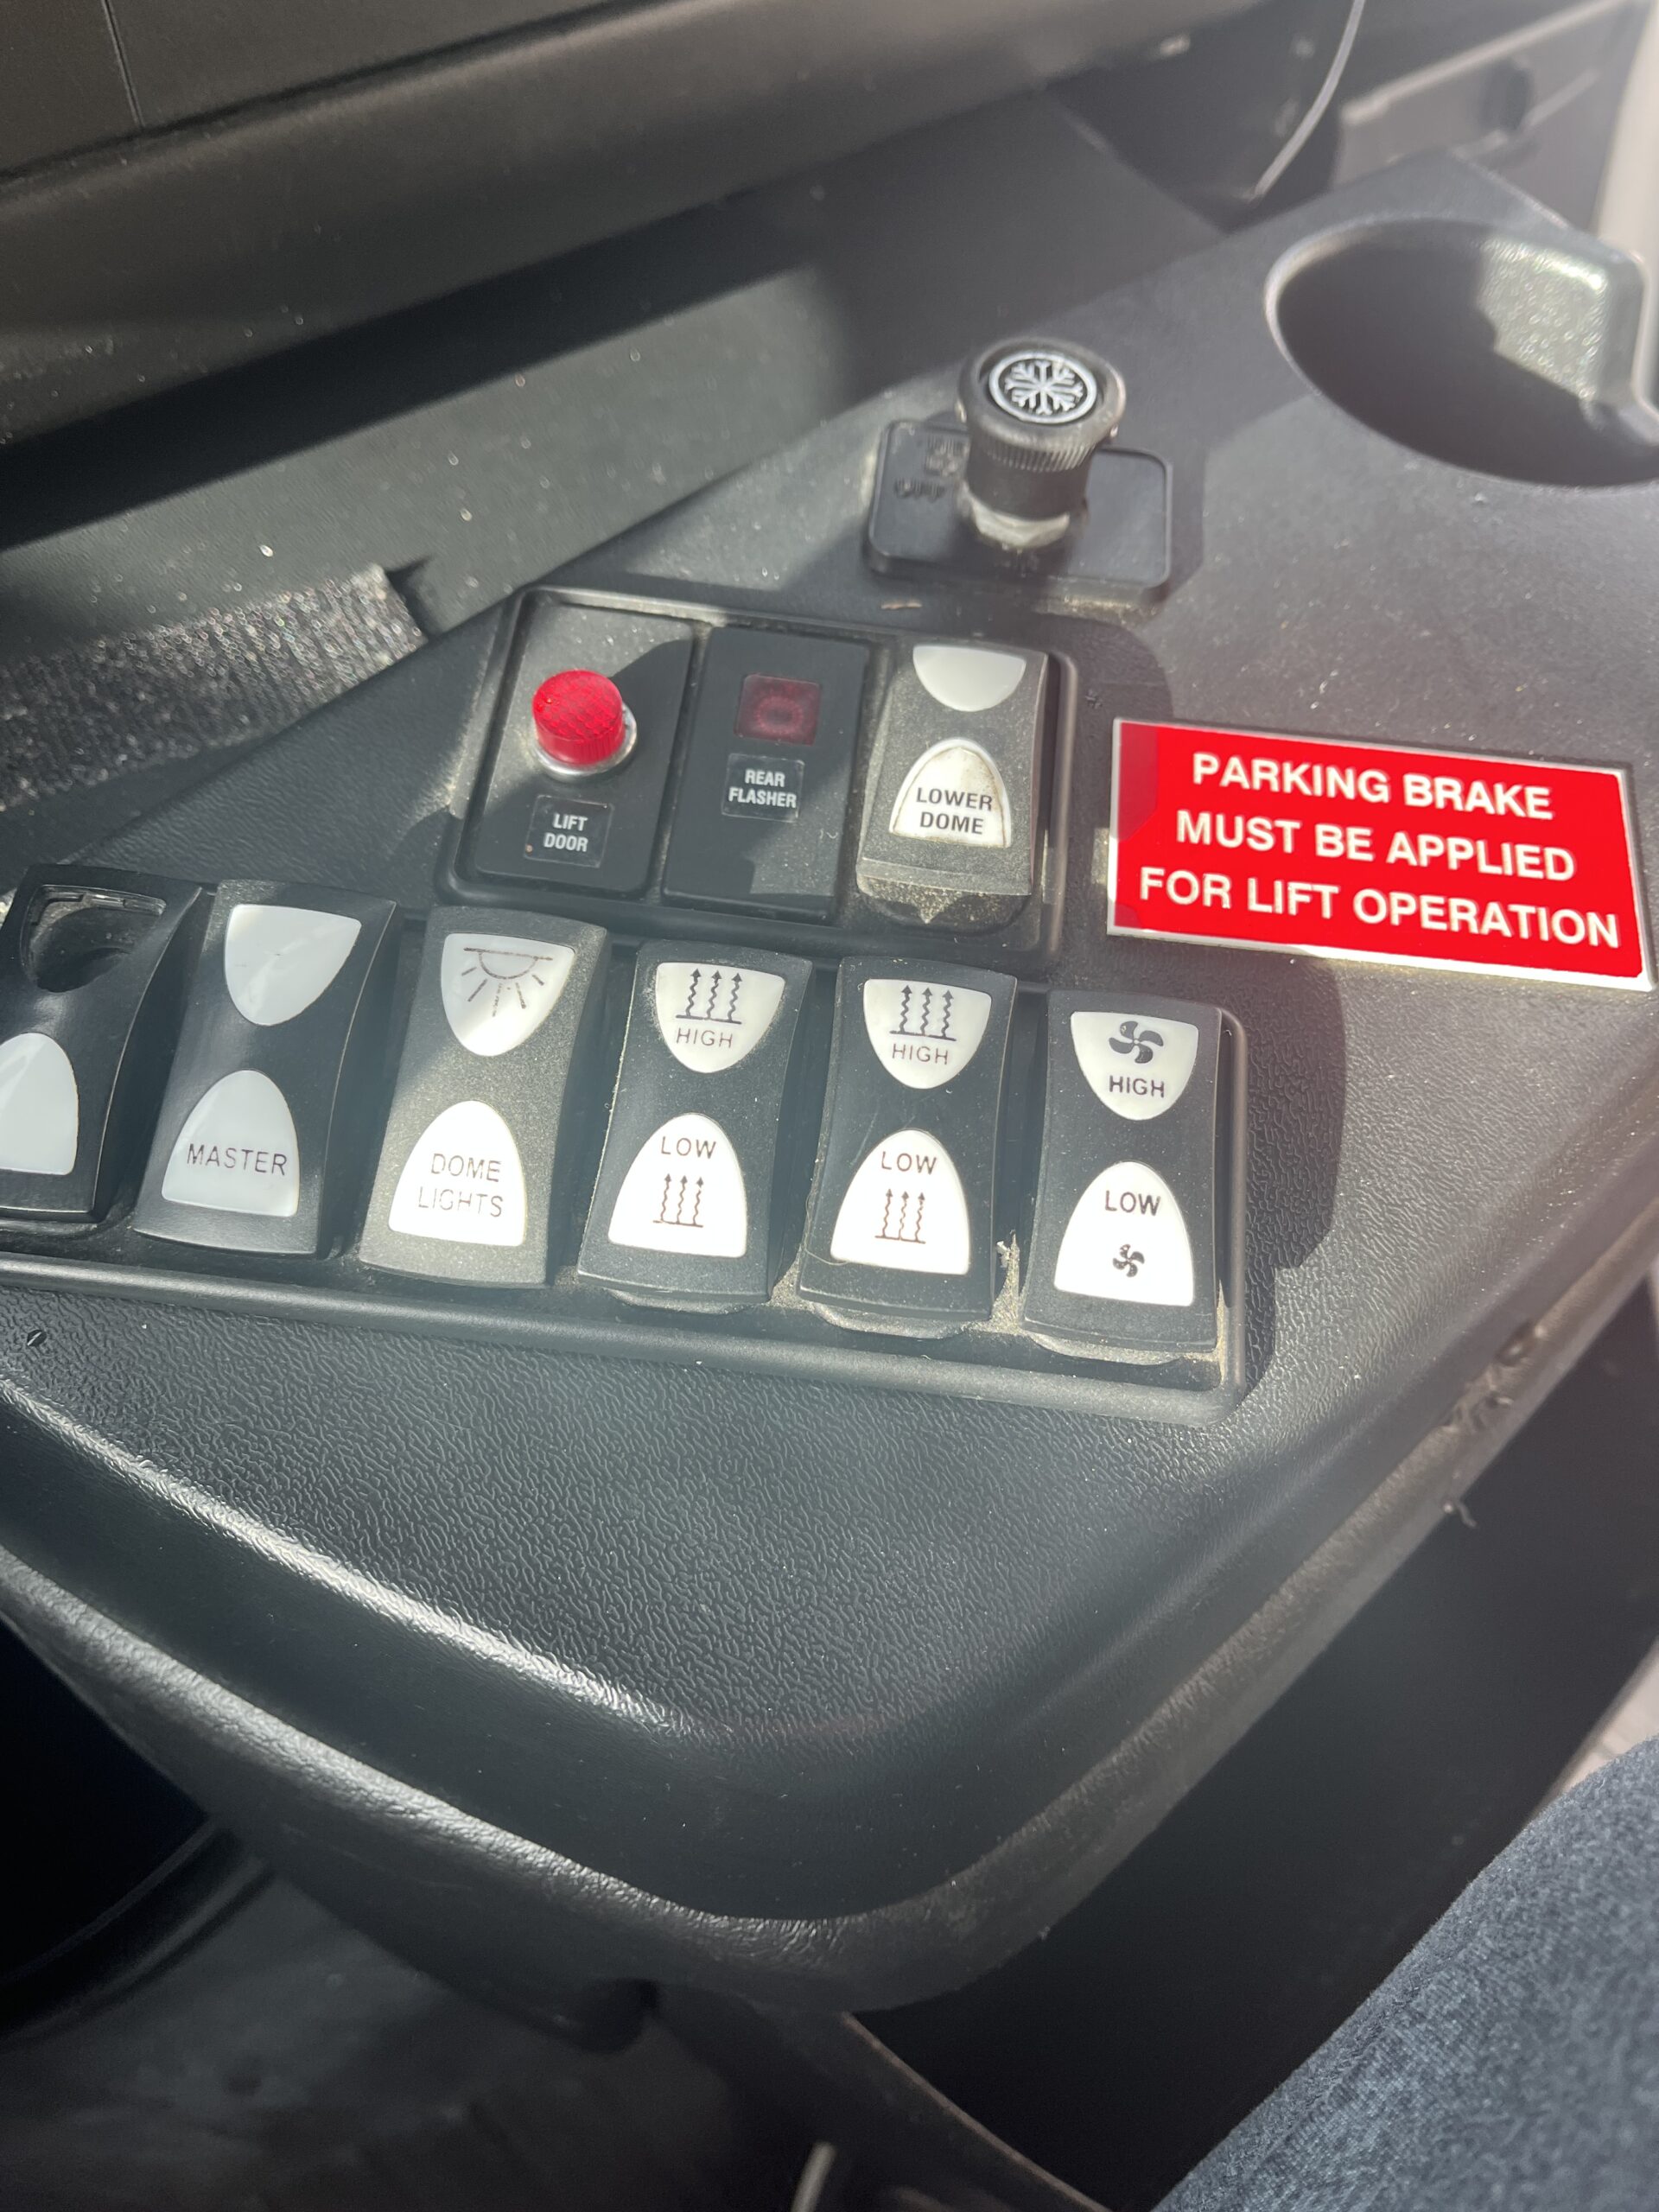 OFF
LIFT
DOOR
REAR
FLASHER
LOWER
DOME
PARKING BRAKE
MUST BE APPLIED
FOR LIFT OPERATION
MASTER
DOME
LIGHTS
HIGH
LOW
HIGH
LOW
HIGH
LOW